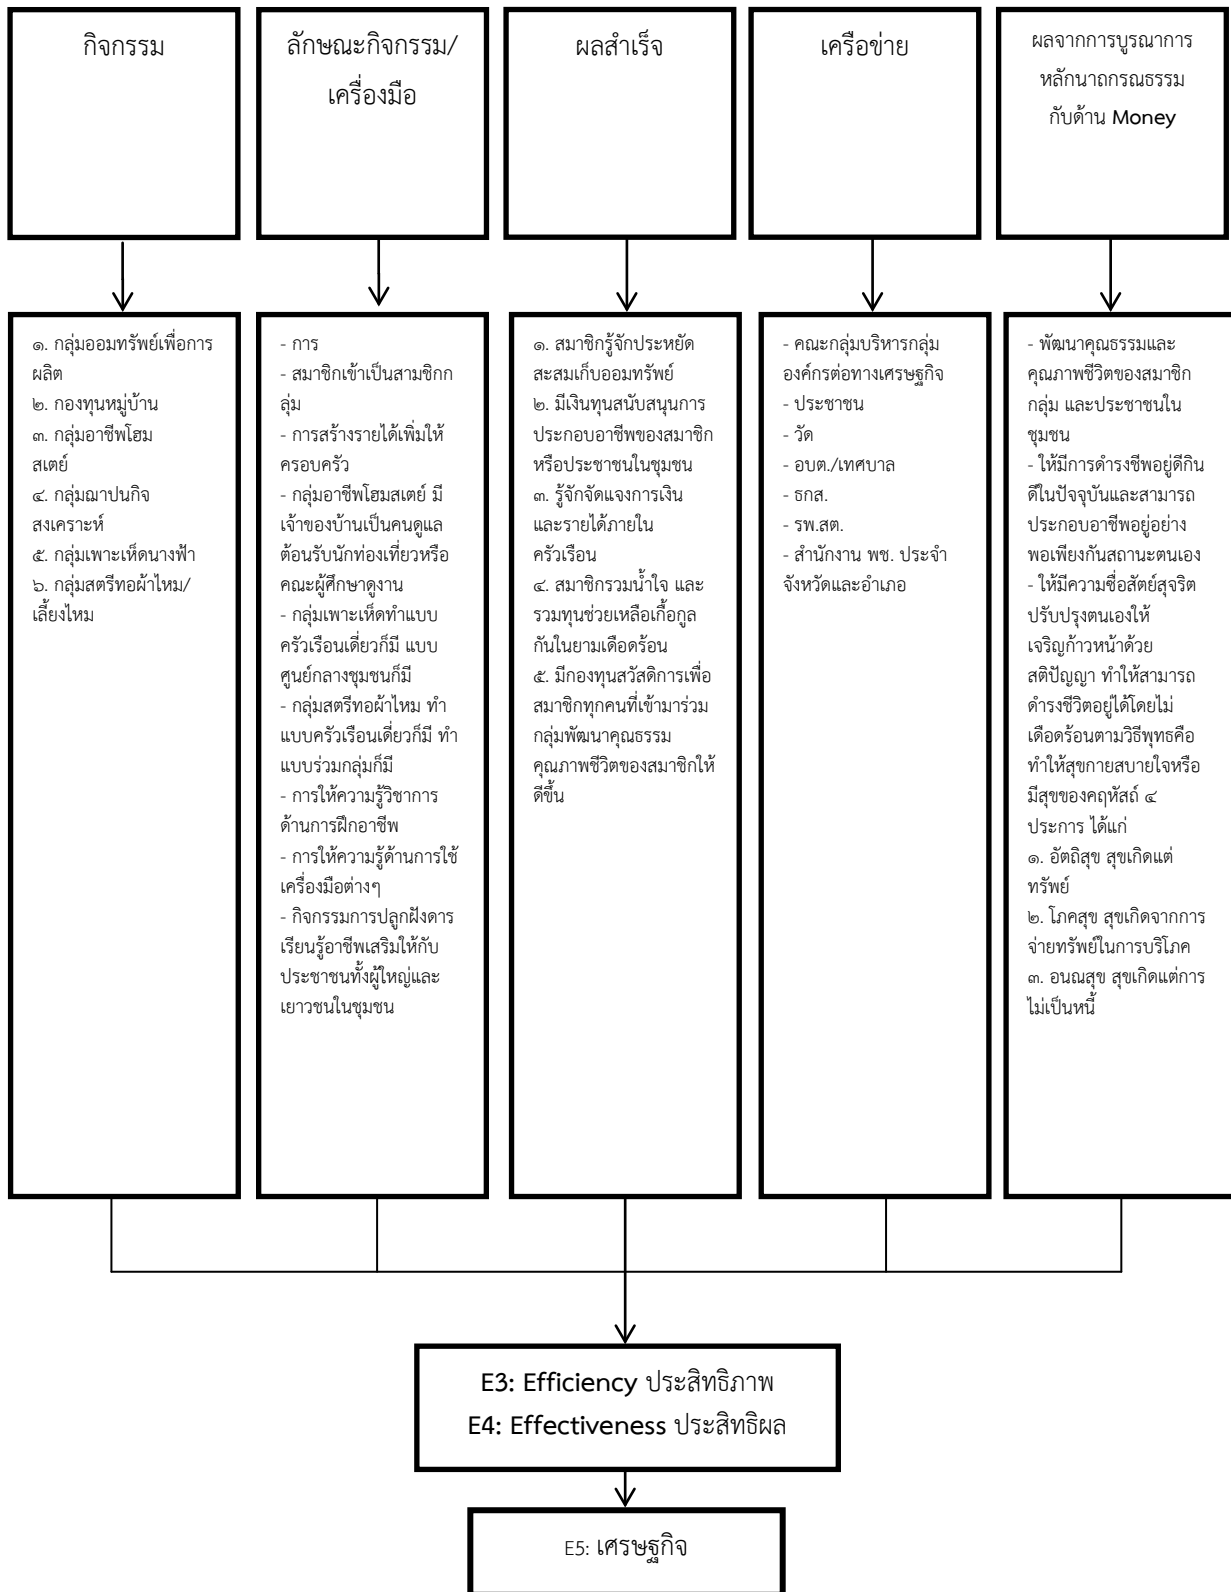 กิจกรรม
ลักษณะกิจกรรม/
เครื่องมือ
ผลสำเร็จ
เครือข่าย
ผลจากการบูรณาการ
หลักนาถกรณธรรม
กับด้าน Money
๑. กลุ่มออมทรัพย์เพื่อการ
ผลิต
๒. กองทุนหมู่บ้าน
๓. กลุ่มอาชีพโฮม
สเตย์
๔. กลุ่มฌาปนกิจ
สงเคราะห์
๕. กลุ่มเพาะเห็ดนางฟ้า
๖. กลุ่มสตรีทอผ้าไหม/
เลี้ยงไหม
- การ
- สมาชิกเข้าเป็นสามชิกก
ลุ่ม
- การสร้างรายได้เพิ่มให้
ครอบครัว
- กลุ่มอาชีพโฮมสเตย์ มี
เจ้าของบ้านเป็นคนดูแล
ต้อนรับนักท่องเที่ยวหรือ
คณะผู้ศึกษาดูงาน
- กลุ่มเพาะเห็ดทำแบบ
ครัวเรือนเดี่ยวก็มี แบบ
ศูนย์กลางชุมชนก็มี
- กลุ่มสตรีทอผ้าไหม ทำ
แบบครัวเรือนเดี่ยวก็มี ทำ
แบบร่วมกลุ่มก็มี
- การให้ความรู้วิชาการ
ด้านการฝึกอาชีพ
- การให้ความรู้ด้านการใช้
เครื่องมือต่างๆ
- กิจกรรมการปลูกฝังดาร
เรียนรู้อาชีพเสริมให้กับ
ประชาชนทั้งผู้ใหญ่และ
เยาวชนในชุมชน
๑. สมาชิกรู้จักประหยัด
สะสมเก็บออมทรัพย์
๒. มีเงินทุนสนับสนุนการ
ประกอบอาชีพของสมาชิก
หรือประชาชนในชุมชน
๓. รู้จักจัดแจงการเงิน
และรายได้ภายใน
ครัวเรือน
๔. สมาชิกรวมน้ำใจ และ
รวมทุนช่วยเหลือเกื้อกูล
กันในยามเดือดร้อน
๕. มีกองทุนสวัสดิการเพื่อ
สมาชิกทุกคนที่เข้ามาร่วม
กลุ่มพัฒนาคุณธรรม
คุณภาพชีวิตของสมาชิกให้
ดีขึ้น
- คณะกลุ่มบริหารกลุ่ม
องค์กรต่อทางเศรษฐกิจ
- ประชาชน
- วัด
- อบต./เทศบาล
- ธกส.
- รพ.สต.
- สำนักงาน พช. ประจำ
จังหวัดและอำเภอ
- พัฒนาคุณธรรมและ
คุณภาพชีวิตของสมาชิก
กลุ่ม และประชาชนใน
ชุมชน
- ให้มีการดำรงชีพอยู่ดีกิน
ดีในปัจจุบันและสามารถ
ประกอบอาชีพอยู่อย่าง
พอเพียงกันสถานะตนเอง
- ให้มีความซื่อสัตย์สุจริต
ปรับปรุงตนเองให้
เจริญก้าวหน้าด้วย
สติปัญญา ทำให้สามารถ
ดำรงชีวิตอยู่ได้โดยไม่
เดือดร้อนตามวิธีพุทธคือ
ทำให้สุขกายสบายใจหรือ
มีสุขของคฤหัสถ์ ๔
ประการ ได้แก่
๑. อัตถิสุข สุขเกิดแต่
ทรัพย์
๒. โภคสุข สุขเกิดจากการ
จ่ายทรัพย์ในการบริโภค
๓. อนณสุข สุขเกิดแต่การ
ไม่เป็นหนี้
E3: Efficiency ประสิทธิภาพ
E4: Effectiveness ประสิทธิผล
E5: เศรษฐกิจ